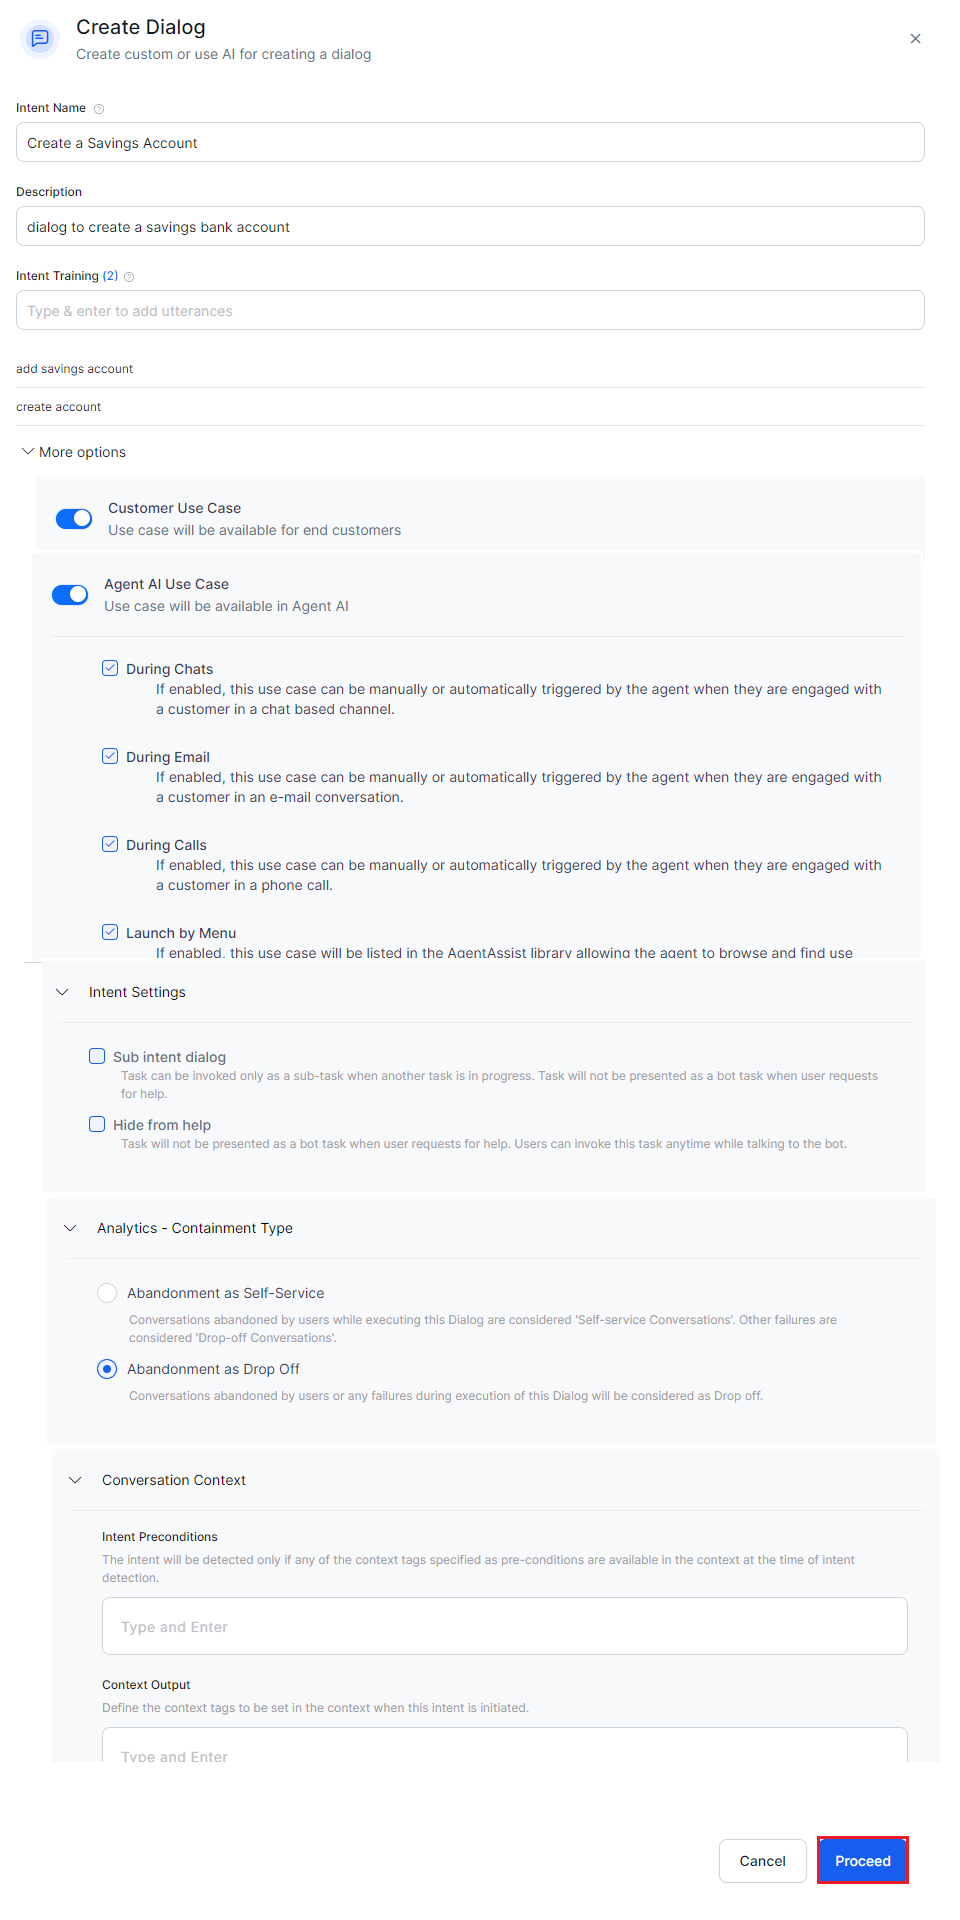 Create Dialog
Create custom or use AI for creating a dialog
Intent Name
Create a Savings Account
Description
dialog to create a savings bank account
Intent Training (2)
Type & enter to add utterances
add savings account
create account
More options
Customer Use Case
Use case will be available for end customers
Agent AI Use Case
Use case will be available in Agent AI
During Chats
If enabled, this use case can be manually or automatically triggered by the agent when they are engaged with
a customer in a chat based channel.
During Email
If enabled, this use case can be manually or automatically triggered by the agent when they are engaged with
a customer in an e-mail conversation.
During Calls
If enabled, this use case can be manually or automatically triggered by the agent when they are engaged with
a customer in a phone call.
Launch by Menu
If enabled, this use case will be listed in the AgentAssist library allowing the agent to browse and find use
Intent Settings
Sub intent dialog
Task can be invoked only as a sub-task when another task is in progress. Task will not be presented as a bot task when user requests
for help.
Hide from help
Task will not be presented as a bot task when user requests for help. Users can invoke this task anytime while talking to the bot.
Analytics - Containment Type
Abandonment as Self-Service
Conversations abandoned by users while executing this Dialog are considered 'Self-service Conversations'. Other failures are
considered 'Drop-off Conversations'.
Abandonment as Drop Off
Conversations abandoned by users or any failures during execution of this Dialog will be considered as Drop off.
Conversation Context
Intent Preconditions
The intent will be detected only if any of the context tags specified as pre-conditions are available in the context at the time of intent
detection.
Type and Enter
Context Output
Define the context tags to be set in the context when this intent is initiated.
Type and Enter
Cancel
Proceed